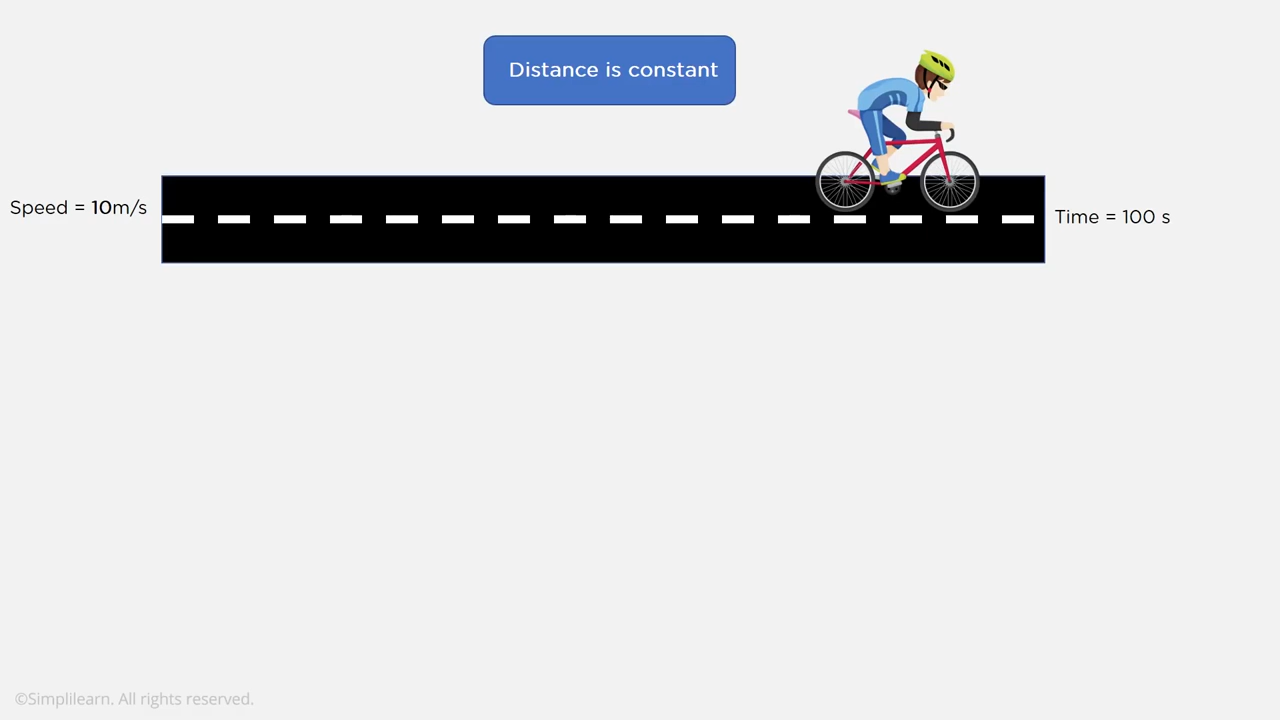 Distance is constant
Speed = 10m/s
Time = 100 s
©Simplilearn. All rights reserved.